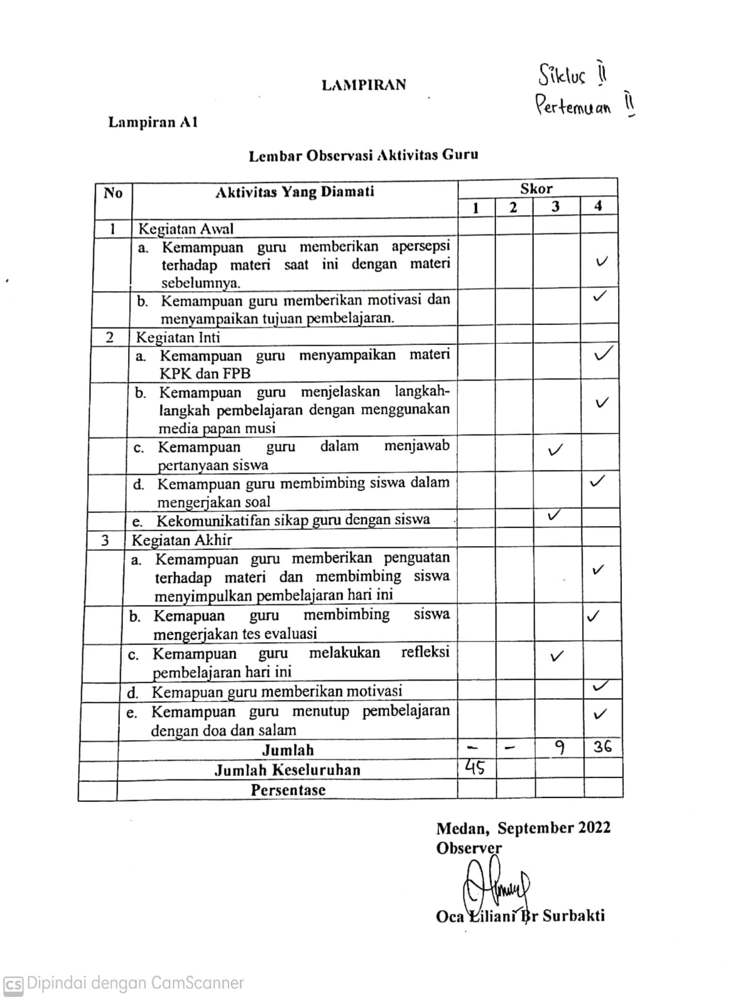 Siklus II
LAMPIRAN
Pertemuan II
Lampiran A1
Lembar Observasi Aktivitas Guru
No Aktivitas Yang Diamati Skor
1 2 3 4
1 Kegiatan Awal
a. Kemampuan guru memberikan apersepsi
terhadap materi saat ini dengan materi ✓
sebelumnya.
b. Kemampuan guru memberikan motivasi dan ✓
menyampaikan tujuan pembelajaran.
2 Kegiatan Inti
a. Kemampuan guru menyampaikan materi ✓
KPK dan FPB
b. Kemampuan guru menjelaskan langkah-
langkah pembelajaran dengan menggunakan ✓
media papan musi
c. Kemampuan guru dalam menjawab ✓
pertanyaan siswa
d. Kemampuan guru membimbing siswa dalam ✓
mengerjakan soal
e. Kekomunikatifan sikap guru dengan siswa ✓
3 Kegiatan Akhir
a. Kemampuan guru memberikan penguatan
terhadap materi dan membimbing siswa ✓
menyimpulkan pembelajaran hari ini
b. Kemapuan guru membimbing siswa ✓
mengerjakan tes evaluasi
c. Kemampuan guru melakukan refleksi ✓
pembelajaran hari ini
d. Kemapuan guru memberikan motivasi ✓
e. Kemampuan guru menutup pembelajaran ✓
dengan doa dan salam
Jumlah - - 9 36
Jumlah Keseluruhan 45
Persentase
Medan, September 2022
Observer
Oca Liliani Br Surbakti
CS Dipindai dengan CamScanner